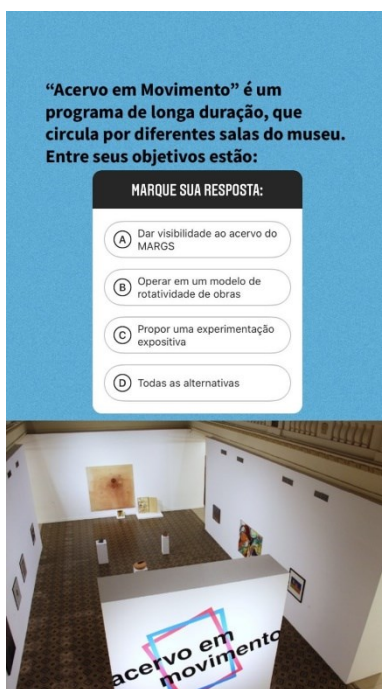 “Acervo em Movimento” é um
programa de longa duração, que
circula por diferentes salas do museu.
Entre seus objetivos estão:
MARQUE SUA RESPOSTA:
A Dar visibilidade ao acervo do
MARGS
B Operar em um modelo de
rotatividade de obras
C Propor uma experimentação
expositiva
D Todas as alternativas
acervo em
movimento